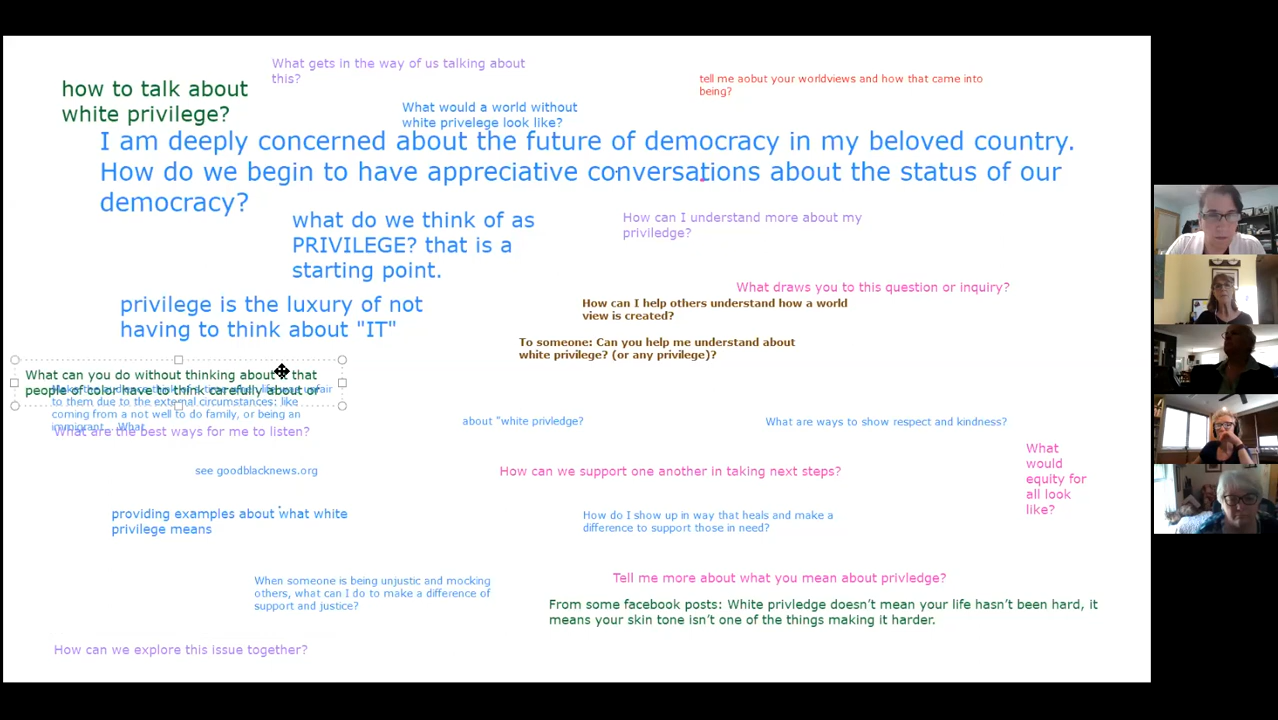 What gets in the way of us talking about
this?
how to talk about
white privilege?
tell me aobut your worldviews and how that came into
being?
What would a world without
white privelege look like?
I am deeply concerned about the future of democracy in my beloved country.
How do we begin to have appreciative conversations about the status of our
democracy?
what do we think of as
PRIVILEGE? that is a
starting point.
How can I understand more about my
priviledge?
What draws you to this question or inquiry?
privilege is the luxury of not
having to think about "IT"
How can I help others understand how a world
view is created?
To someone: Can you help me understand about
white privilege? (or any privilege)?
What can you do without thinking about it that
people of color have to think carefully about or
to them due to the external circumstances: like
coming from a not well to do family, or being an
immigrant... What
What are the best ways for me to listen?
about "white privledge?
What are ways to show respect and kindness?
What
would
equity for
all look
like?
see goodblacknews.org
How can we support one another in taking next steps?
providing examples about what white
privilege means
How do I show up in way that heals and make a
difference to support those in need?
When someone is being unjustic and mocking
others, what can I do to make a difference of
support and justice?
Tell me more about what you mean about privledge?
From some facebook posts: White privledge doesn't mean your life hasn't been hard, it
means your skin tone isn't one of the things making it harder.
How can we explore this issue together?